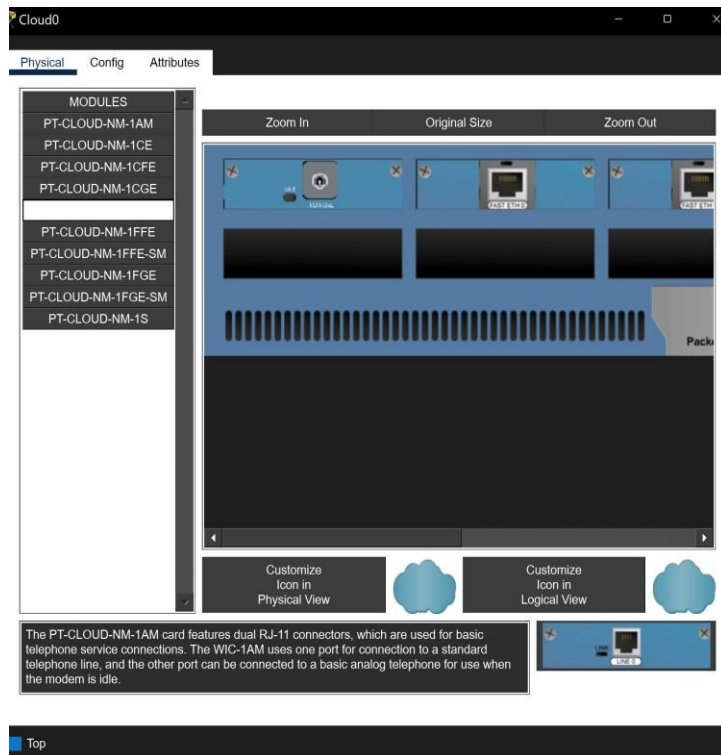 Cloud0
Physical Config Attributes
MODULES
PT-CLOUD-NM-1AM
PT-CLOUD-NM-1CE
PT-CLOUD-NM-1CFE
PT-CLOUD-NM-1CGE
PT-CLOUD-NM-1FFE
PT-CLOUD-NM-1FFE-SM
PT-CLOUD-NM-1FGE
PT-CLOUD-NM-1FGE-SM
PT-CLOUD-NM-1S
Zoom In Original Size Zoom Out
FAST ETH 0
FAST ETH
Customize
Icon in
Physical View
Customize
Icon in
Logical View
The PT-CLOUD-NM-1AM card features dual RJ-11 connectors, which are used for basic
telephone service connections. The WIC-1AM uses one port for connection to a standard
telephone line, and the other port can be connected to a basic analog telephone for use when
the modem is idle.
LINK
LINE 0
Top